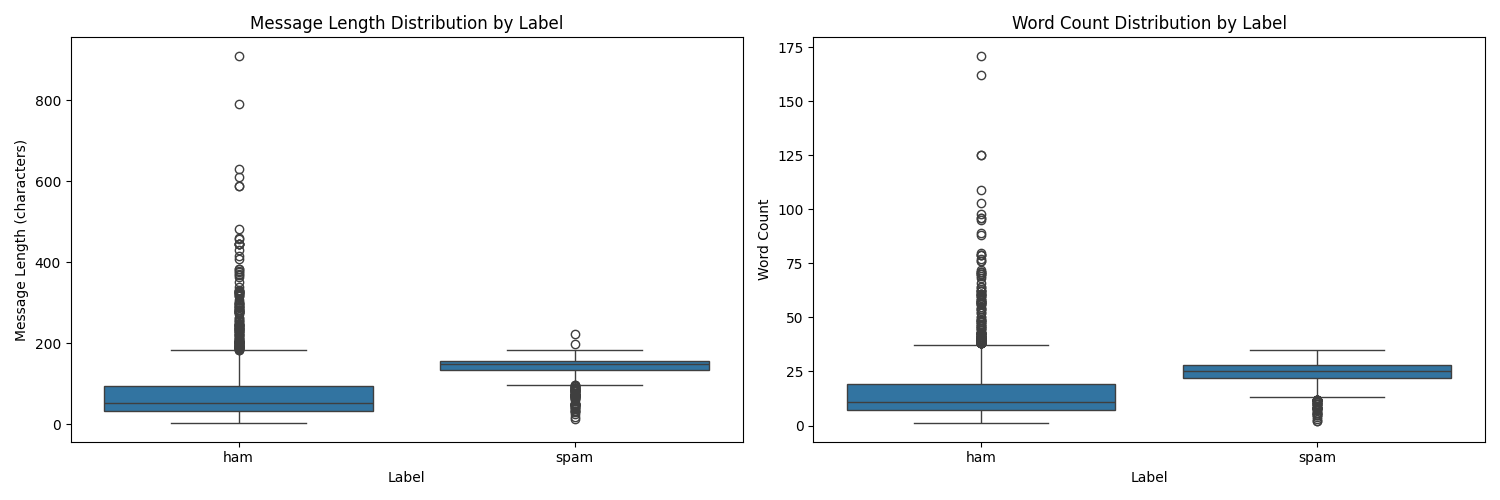 Message Length Distribution by Label
Message Length (characters)
800
600
400
200
0
ham
spam
Label
Word Count Distribution by Label
Word Count
175
150
125
100
75
50
25
0
ham
spam
Label